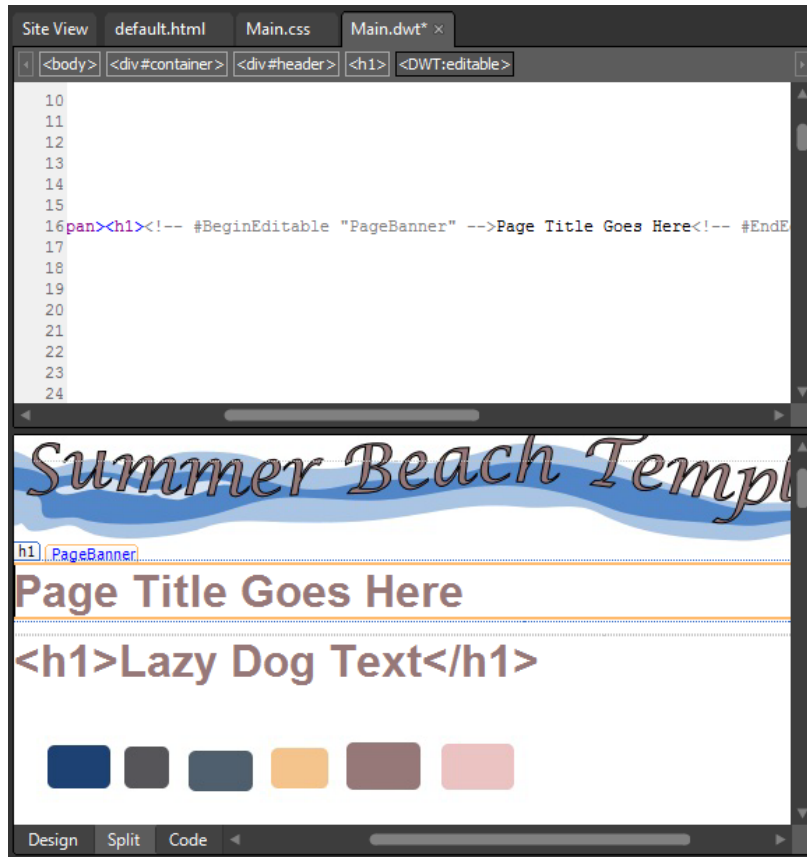 Site View default.html Main.css Main.dwt* ×
<body> <div#container> <div#header> <h1> <DWT:editable>
10
11
12
13
14
15
16pan><h1><!-- #BeginEditable "PageBanner" -->Page Title Goes Here<!-- #EndE
17
18
19
20
21
22
23
24
Summer Beach Templ
h1 PageBanner
Page Title Goes Here
<h1>Lazy Dog Text</h1>
Design Split Code